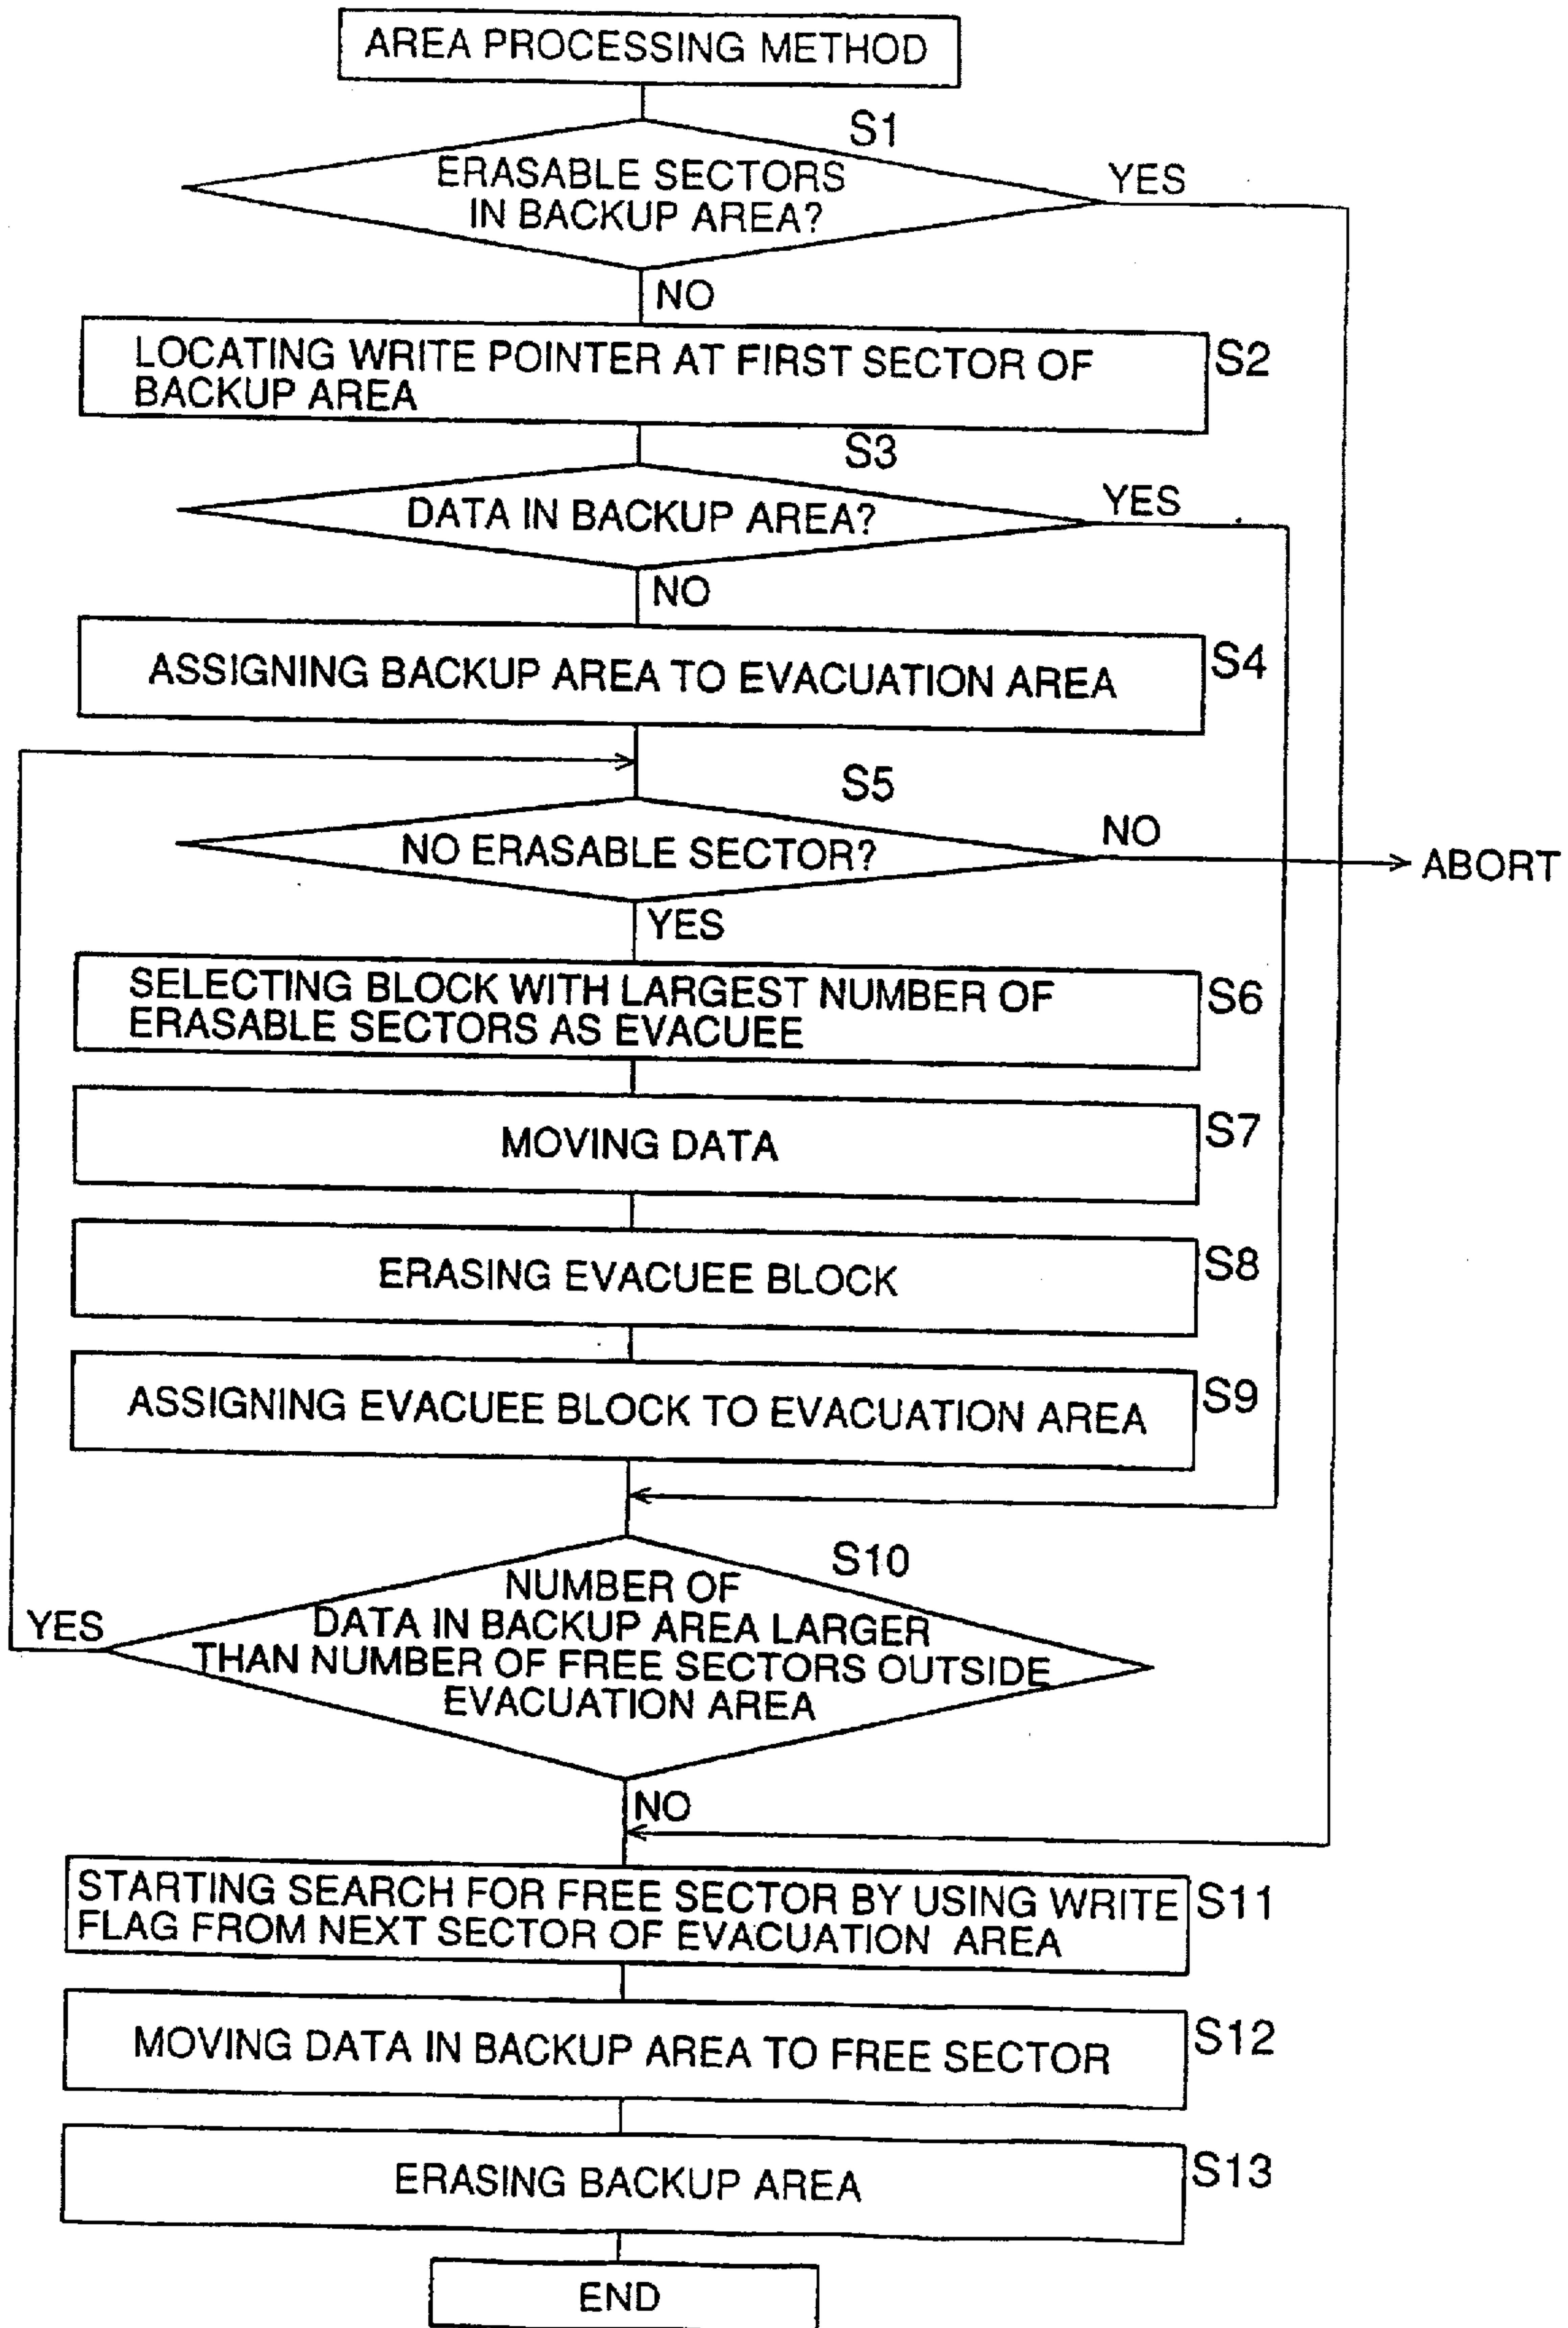 AREA PROCESSING METHOD
S1
ERASABLE SECTORS
IN BACKUP AREA?
YES
NO
LOCATING WRITE POINTER AT FIRST SECTOR OF
BACKUP AREA
S2
S3
DATA IN BACKUP AREA?
YES
NO
ASSIGNING BACKUP AREA TO EVACUATION AREA
S4
S5
NO ERASABLE SECTOR?
NO
ABORT
YES
SELECTING BLOCK WITH LARGEST NUMBER OF
ERASABLE SECTORS AS EVACUEE
S6
MOVING DATA
S7
ERASING EVACUEE BLOCK
S8
ASSIGNING EVACUEE BLOCK TO EVACUATION AREA
S9
S10
NUMBER OF
DATA IN BACKUP AREA LARGER
THAN NUMBER OF FREE SECTORS OUTSIDE
EVACUATION AREA
YES
NO
STARTING SEARCH FOR FREE SECTOR BY USING WRITE
FLAG FROM NEXT SECTOR OF EVACUATION AREA
S11
MOVING DATA IN BACKUP AREA TO FREE SECTOR
S12
ERASING BACKUP AREA
S13
END